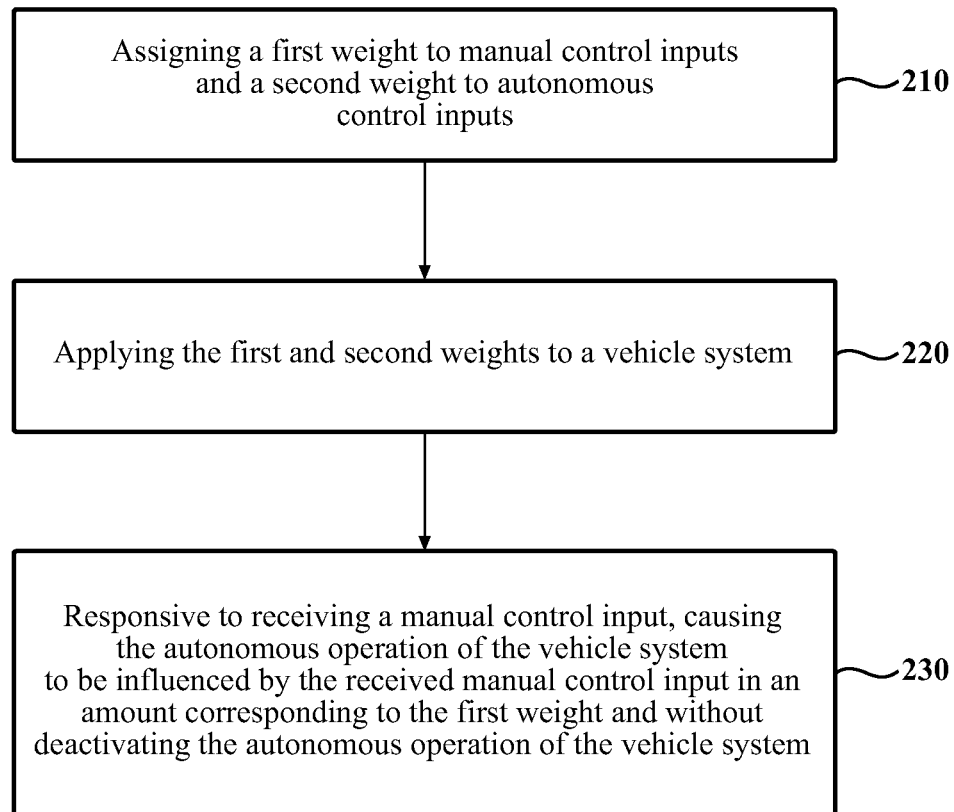 Assigning a first weight to manual control inputs
and a second weight to autonomous
control inputs
210
Applying the first and second weights to a vehicle system
220
Responsive to receiving a manual control input, causing
the autonomous operation of the vehicle system
to be influenced by the received manual control input in an
amount corresponding to the first weight and without
deactivating the autonomous operation of the vehicle system
230